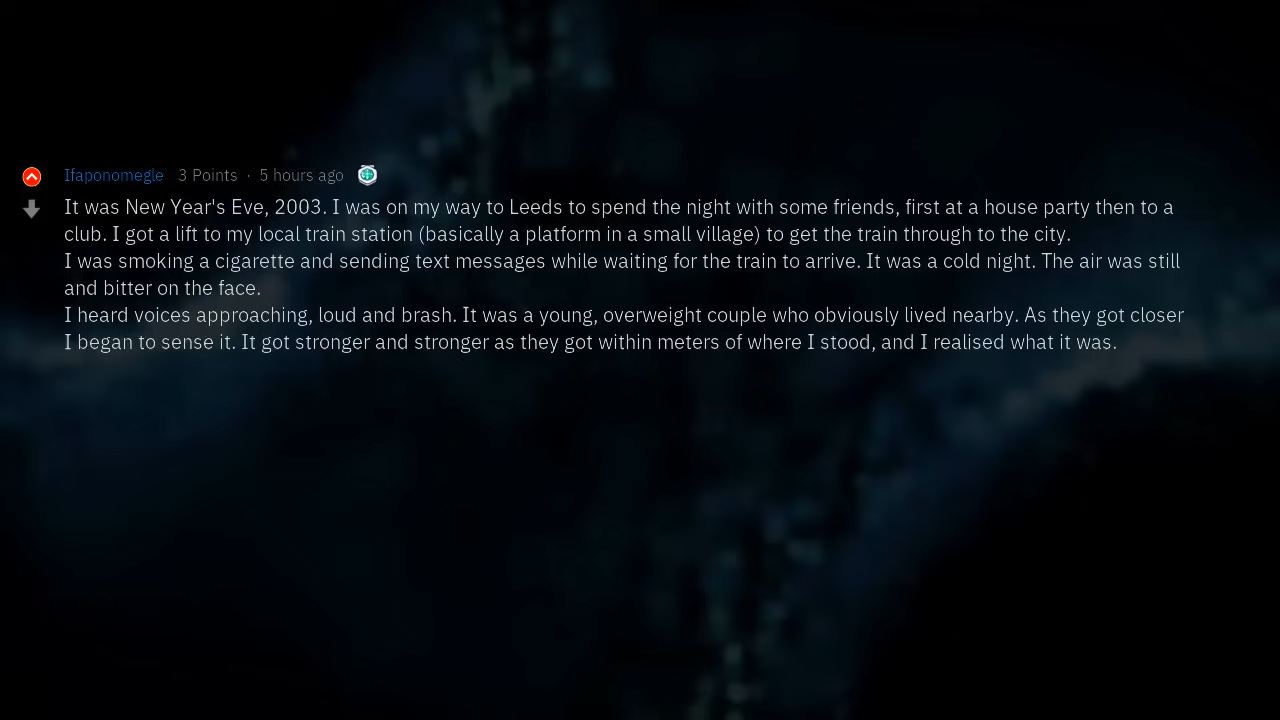 Ifaponomegle 3 Points · 5 hours ago
It was New Year's Eve, 2003. I was on my way to Leeds to spend the night with some friends, first at a house party then to a
club. I got a lift to my local train station (basically a platform in a small village) to get the train through to the city.
I was smoking a cigarette and sending text messages while waiting for the train to arrive. It was a cold night. The air was still
and bitter on the face.
I heard voices approaching, loud and brash. It was a young, overweight couple who obviously lived nearby. As they got closer
I began to sense it. It got stronger and stronger as they got within meters of where I stood, and I realised what it was.